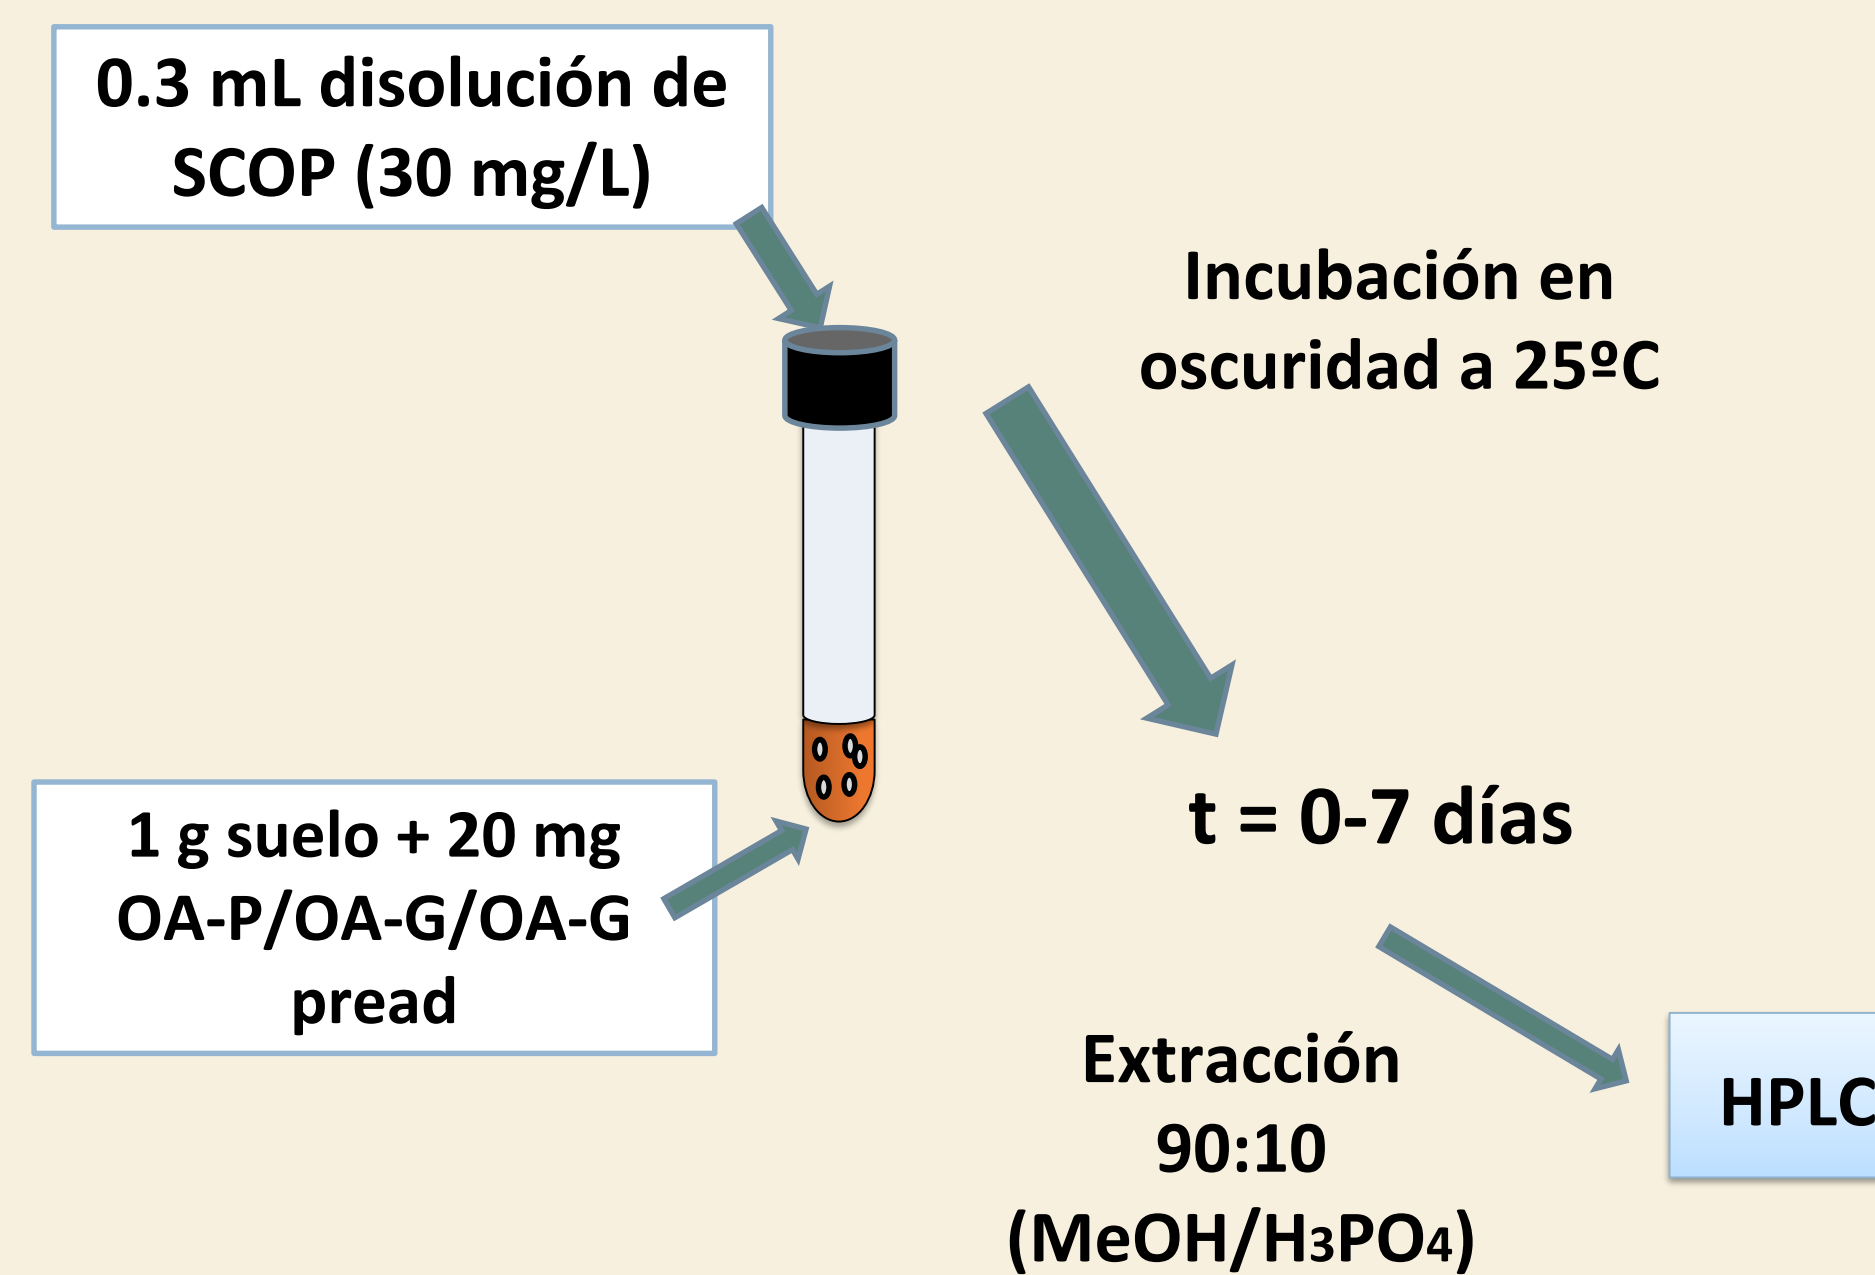 0.3 mL disolución de
SCOP (30 mg/L)
Incubación en
oscuridad a 25ºC
1 g suelo + 20 mg
OA-P/OA-G/OA-G
pread
t = 0-7 días
Extracción
90:10
(MeOH/H3PO4)
HPLC